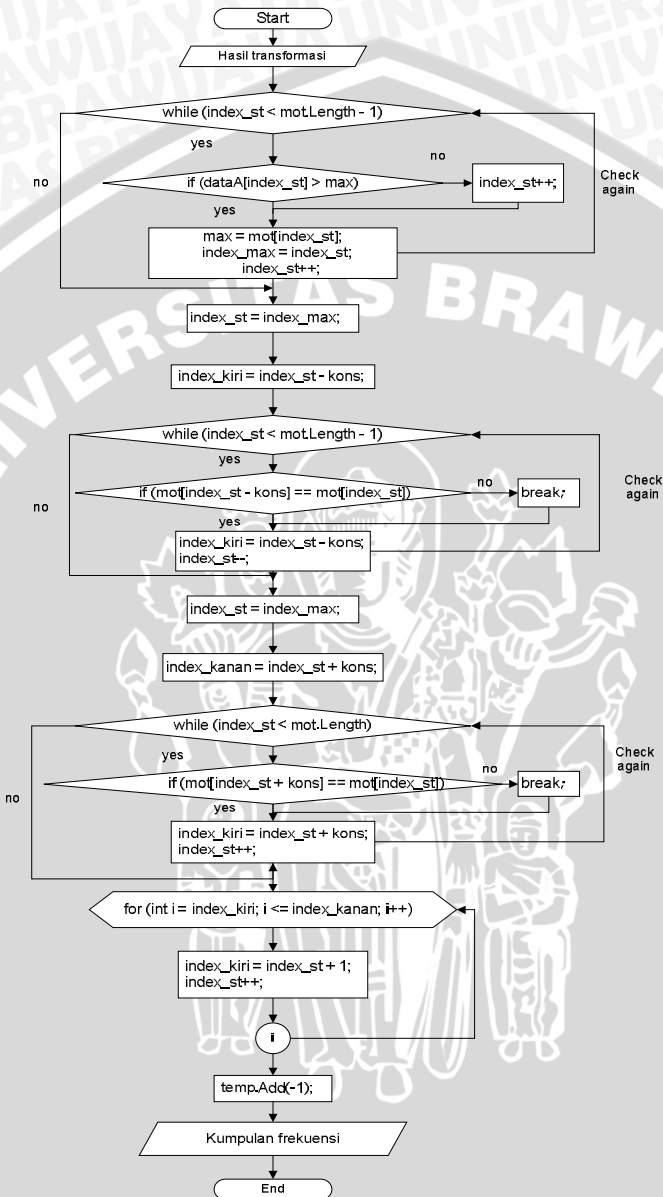 Start
Hasil transformasi
while (index_st < mot.Length - 1)
yes
no
no
if (dataA[index_st] > max)
index_st++;
Check
again
yes
max = mot[index_st];
index_max = index_st;
index_st++;
index_st = index_max;
index_kiri = index_st - kons;
while (index_st < mot.Length - 1)
yes
no
if (mot[index_st - kons] == mot[index_st])
break;
Check
again
no
yes
index_kiri = index_st - kons;
index_st--;
index_st = index_max;
index_kanan = index_st + kons;
while (index_st < mot.Length)
yes
no
Check
again
if (mot[index_st + kons] == mot[index_st])
break;
no
yes
index_kiri = index_st + kons;
index_st++;
for (int i = index_kiri; i <= index_kanan; i++)
index_kiri = index_st + 1;
index_st++;
i
temp.Add(-1);
Kumpulan frekuensi
End
UNIVERSITAS BRAWI